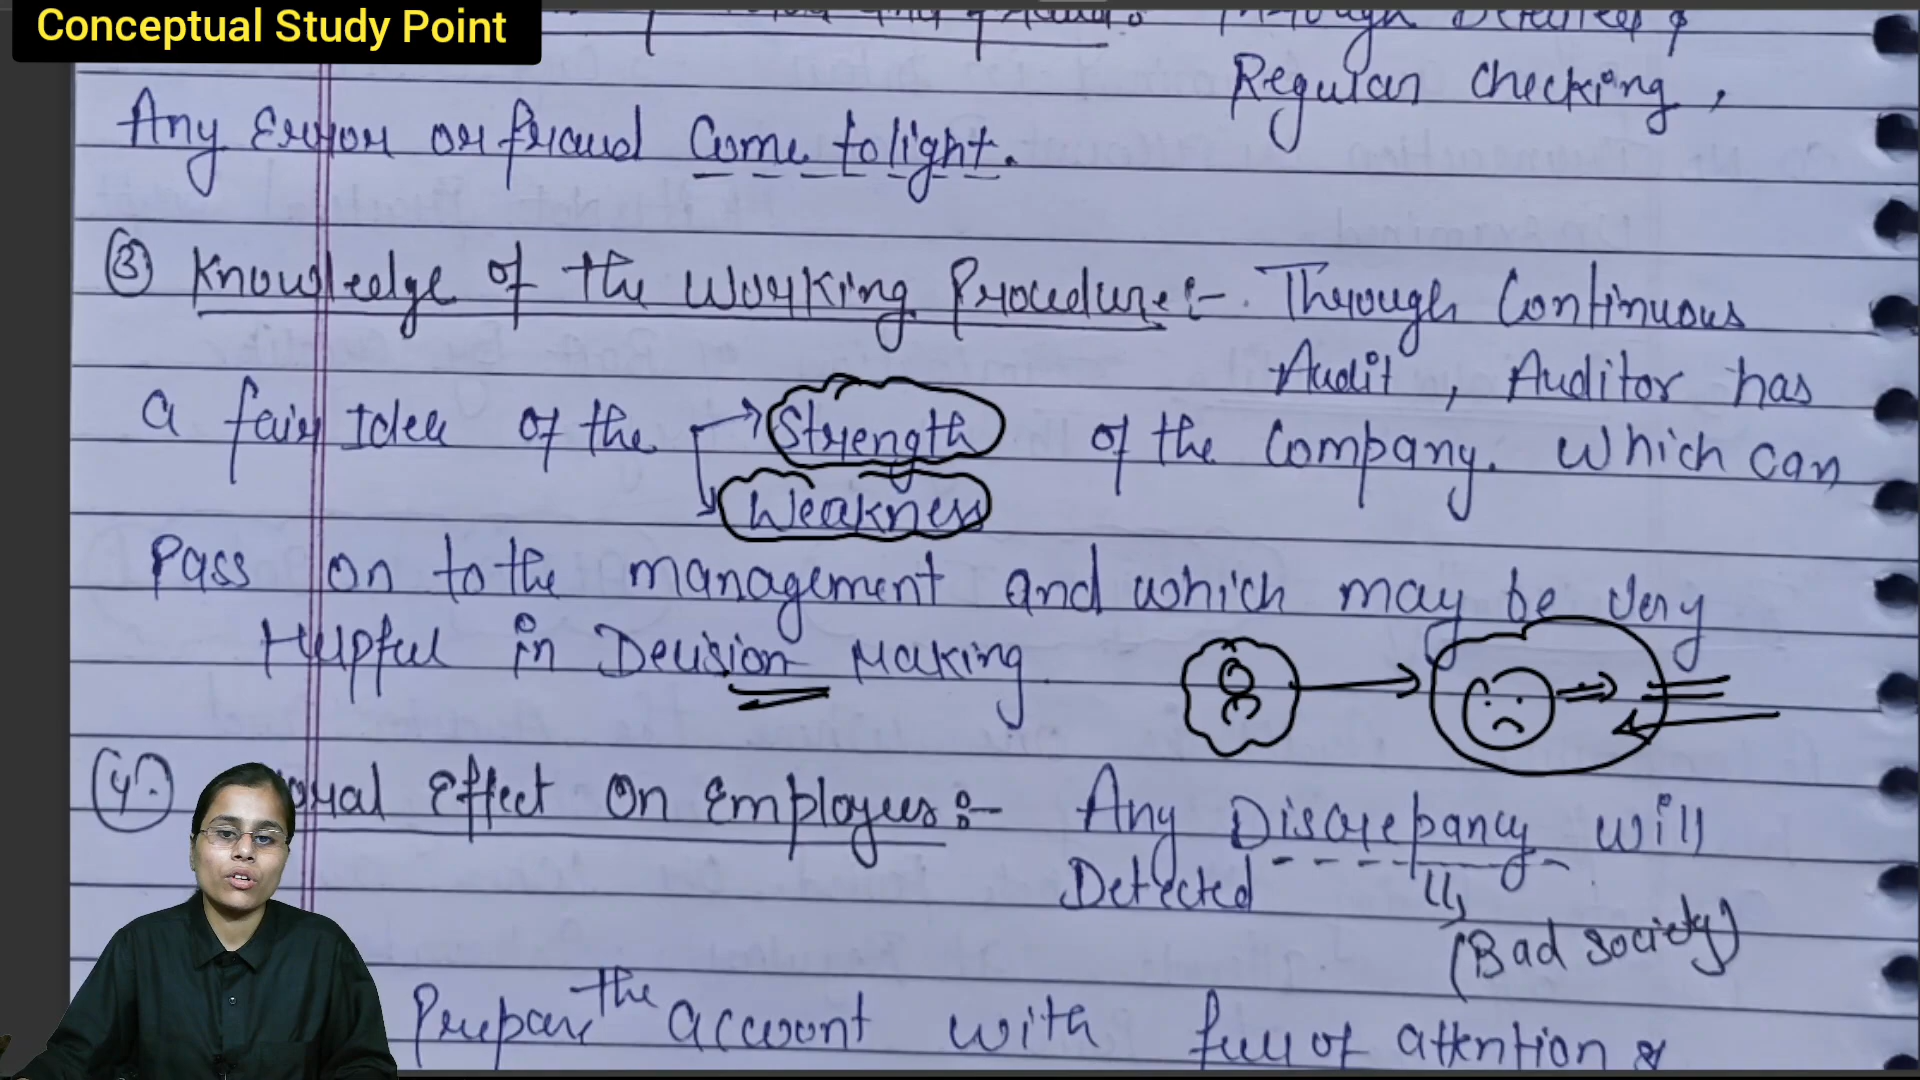 Conceptual Study Point
Through Detailed &
Regular checking,
Any Error or fraud Come to light.
③ Knowledge of the Working Procedure:- Through Continuous
Audit, Auditor has
a fair Idea of the → Strength of the Company. Which can
Weakness
Pass on to the management and which may be very
Helpful in Decision Making
④. Moral Effect On Employees:- Any Discrepancy will
Detected
(Bad society)
Prepare the account with full of attention &